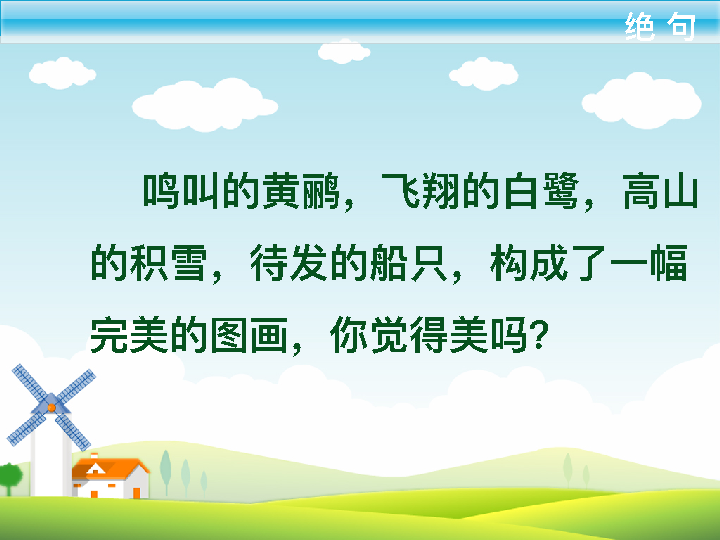 绝 句
鸣叫的黄鹂，飞翔的白鹭，高山
的积雪，待发的船只，构成了一幅
完美的图画，你觉得美吗？